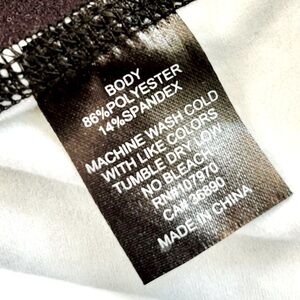 BODY
86%POLYESTER
14%SPANDEX
MACHINE WASH COLD
WITH LIKE COLORS
TUMBLE DRY LOW
NO BLEACH
RN#107970
CA# 36890
MADE IN CHINA